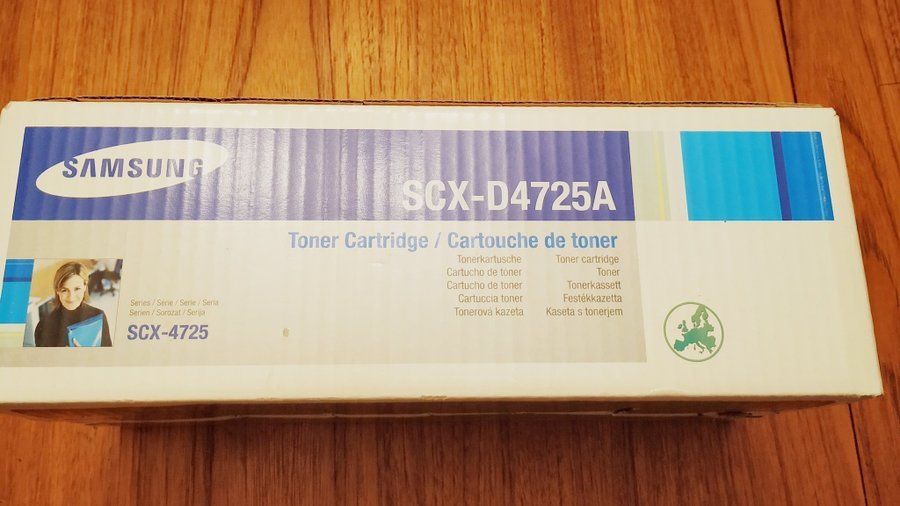 SAMSUNG
SCX-D4725A
Toner Cartridge / Cartouche de toner
Tonerkartusche Toner cartridge
Cartucho de tóner Toner
Cartucho de toner Tonerkassett
Cartuccia toner Festékkazetta
Tonerová kazeta Kaseta s tonerjem
Series / Série / Serie / Seria
Serien / Sorozat / Serija
SCX-4725